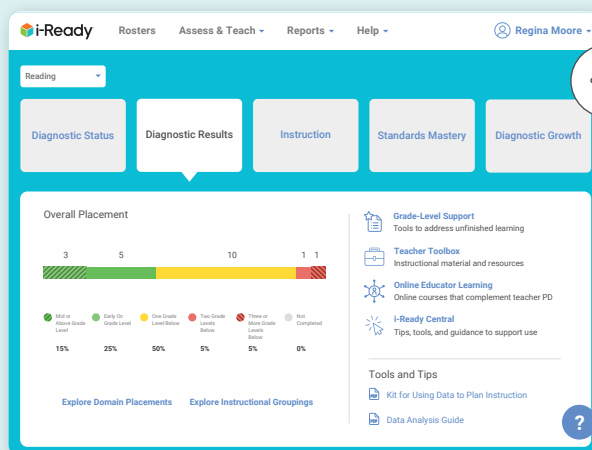 i-Ready Rosters Assess & Teach Reports Help Regina Moore
Reading
Diagnostic Status
Diagnostic Results
Instruction
Standards Mastery
Diagnostic Growth
Overall Placement
3 5 10 1 1
Mid or
Above Grade
Level
15%
Early On
Grade Level
25%
One Grade
Level Below
50%
Two Grade
Levels
Below
5%
Three or
More Grade
Levels
Below
5%
Not
Completed
0%
Explore Domain Placements Explore Instructional Groupings
Grade-Level Support
Tools to address unfinished learning
Teacher Toolbox
Instructional material and resources
Online Educator Learning
Online courses that complement teacher PD
i-Ready Central
Tips, tools, and guidance to support use
Tools and Tips
PDF Kit for Using Data to Plan Instruction
PDF Data Analysis Guide
?